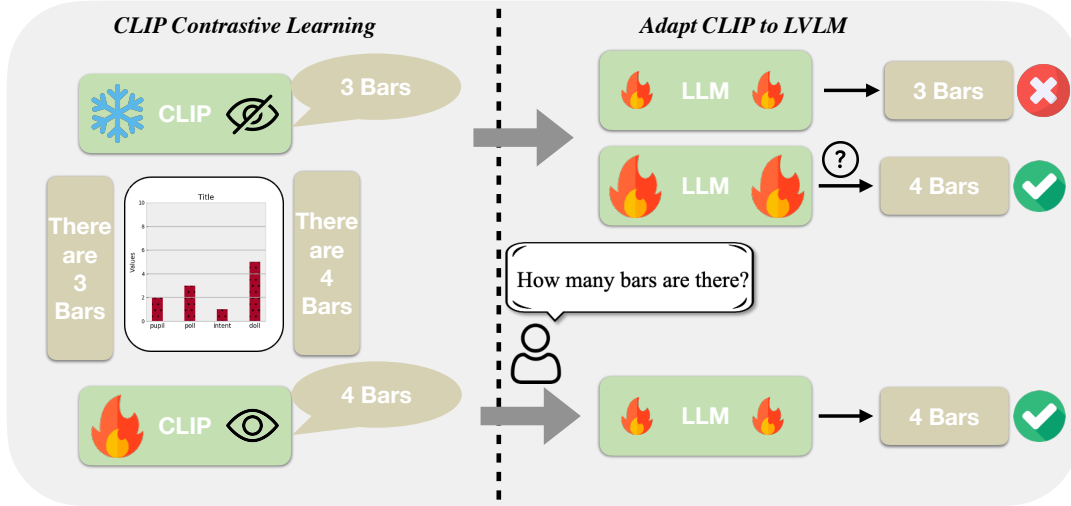 CLIP Contrastive Learning
Adapt CLIP to LVLM
CLIP
3 Bars
LLM
3 Bars
LLM
?
4 Bars
There
are
3
Bars
Title
Values
10
8
6
4
2
0
pupil
poll
intent
doll
There
are
4
Bars
How many bars are there?
CLIP
4 Bars
LLM
4 Bars